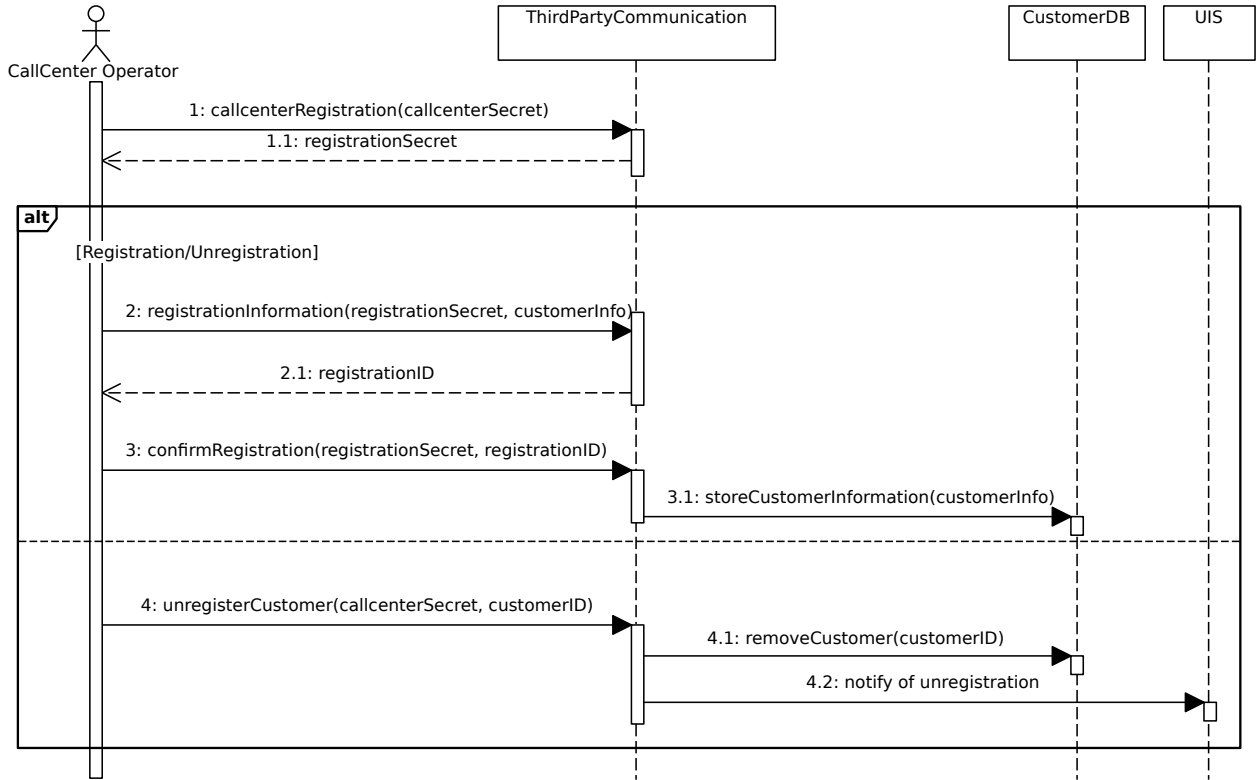 ThirdPartyCommunication
CustomerDB
UIS
CallCenter Operator
1: callcenterRegistration(callcenterSecret)
1.1: registrationSecret
alt
[Registration/Unregistration]
2: registrationInformation(registrationSecret, customerInfo)
2.1: registrationID
3: confirmRegistration(registrationSecret, registrationID)
3.1: storeCustomerInformation(customerInfo)
4: unregisterCustomer(callcenterSecret, customerID)
4.1: removeCustomer(customerID)
4.2: notify of unregistration